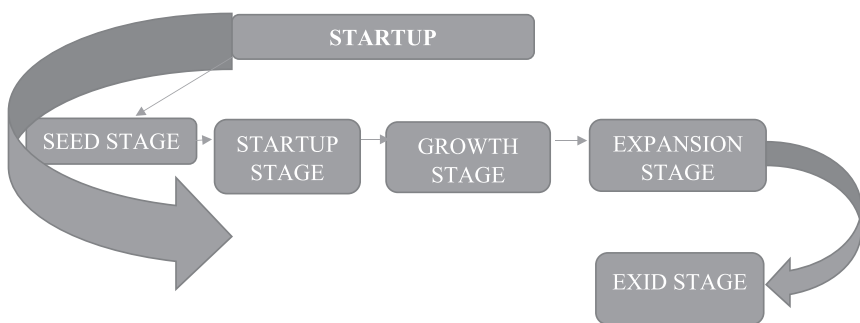 STARTUP
SEED STAGE
STARTUP
STAGE
GROWTH
STAGE
EXPANSION
STAGE
EXID STAGE